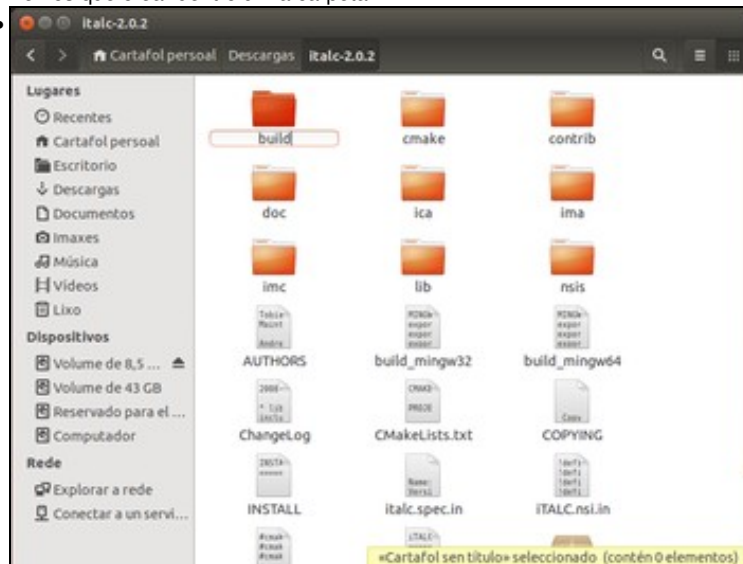 italc-2.0.2
Cartafol persoal Descargas italc-2.0.2
Lugares
Recentes
Cartafol persoal
Escritorio
Descargas
Documentos
Imaxes
Música
Vídeos
Lixo
Dispositivos
Volume de 8,5 ...
Volume de 43 GB
Reservado para el ...
Computador
Rede
Explorar a rede
Conectar a un servi...
build cmake contrib
doc ica ima
imc lib nsis
AUTHORS build_mingw32 build_mingw64
ChangeLog CMakeLists.txt COPYING
INSTALL italc.spec.in iTALC.nsi.in
«Cartafol sen título» seleccionado (contén 0 elementos)